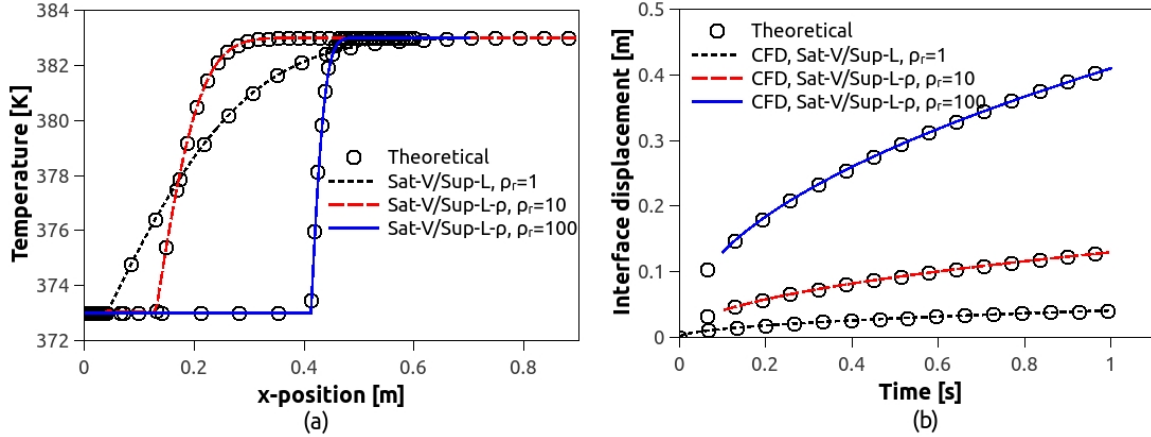 384
382
380
378
376
374
372
Temperature [K]
Theoretical
Sat-V/Sup-L, ρr=1
Sat-V/Sup-L-ρ, ρr=10
Sat-V/Sup-L-ρ, ρr=100
0 0.2 0.4 0.6 0.8
x-position [m]
(a)
0.5
0.4
0.3
0.2
0.1
0
Interface displacement [m]
Theoretical
CFD, Sat-V/Sup-L, ρr=1
CFD, Sat-V/Sup-L-ρ, ρr=10
CFD, Sat-V/Sup-L-ρ, ρr=100
0 0.2 0.4 0.6 0.8 1
Time [s]
(b)